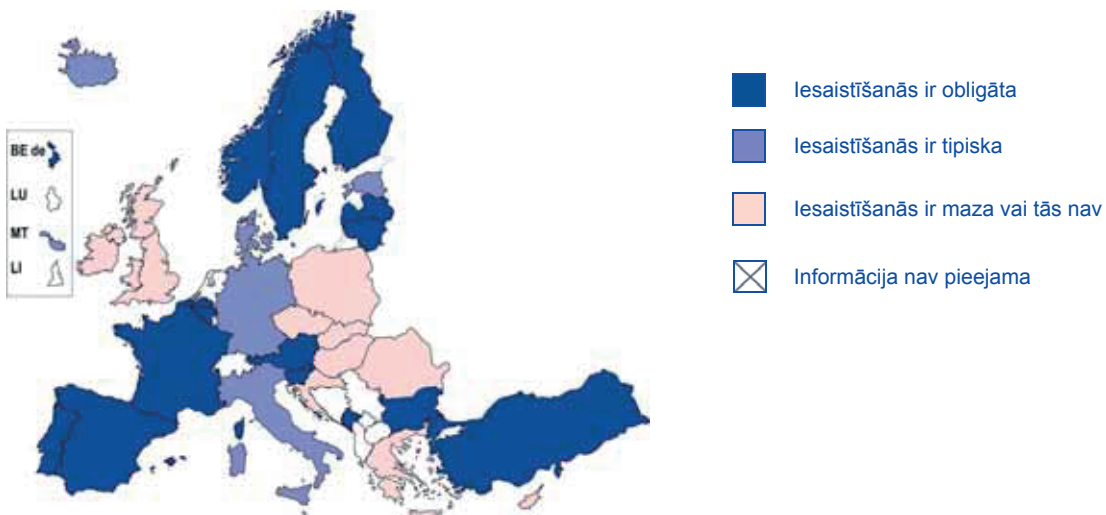 BE de
LU
MT
LI
Iesaistīšanās ir obligāta
Iesaistīšanās ir tipiska
Iesaistīšanās ir maza vai tās nav
Informācija nav pieejama